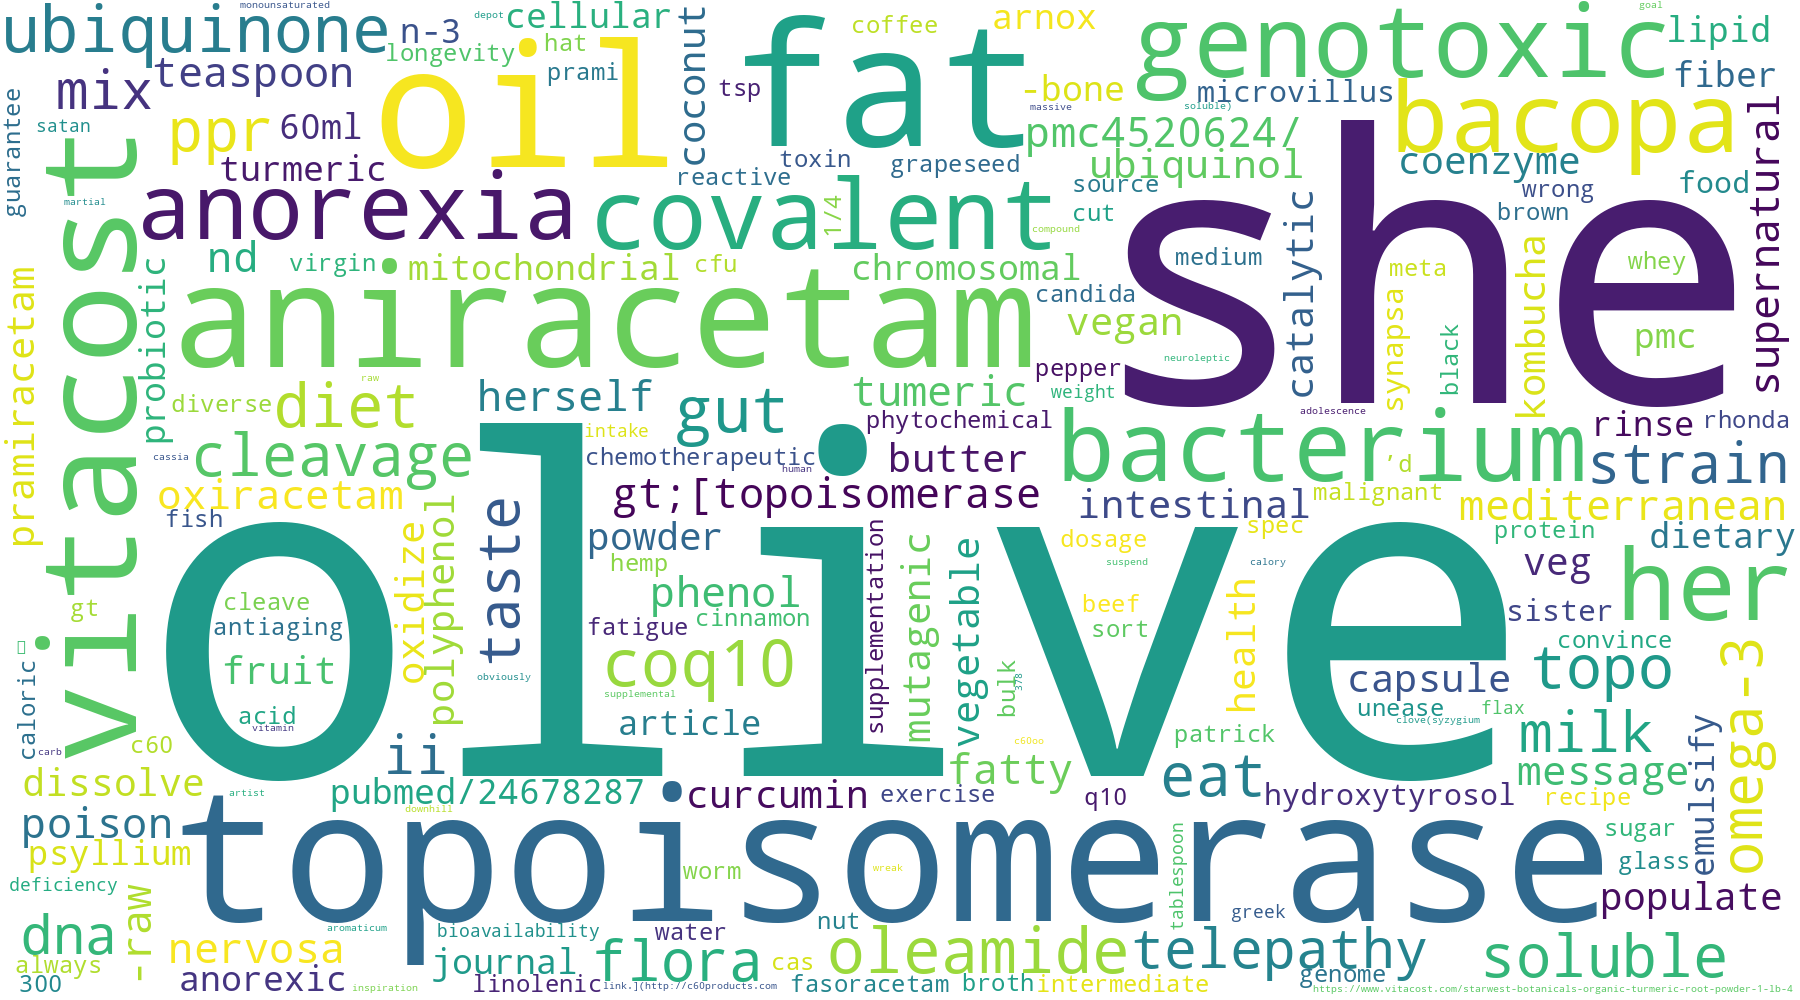 ubiquinone
monounsaturated
n-3
longevity
depot
cellular
hat
prami
oil
coconut
fat
tsp
coffee
arnox
-bone
massive
genotoxic
goal
lipid
fiber
microvillus
soluble)
mix
teaspoon
guarantee
satan
ppr
60ml
turmeric
martial
vitacost
anorexia
reactive
toxin
grapeseed
covalent
1/4
pmc4520624/
ubiquinol
source
cut
compound
bacopa
coenzyme
wrong
brown
food
supernatural
she
nd
virgin
mitochondrial
cfu
chromosomal
candida
vegan
medium
catalytic
meta
synapsa
black
kombucha
whey
pmc
aniracetam
pramiracetam
probiotic
raw
diverse
diet
cassia
cleavage
herself
intake
gut
tumeric
pepper
weight
neuroleptic
adolescence
phytochemical
chemotherapeutic
human
butter
bacterium
rinse
rhonda
strain
'd
malignant
oxiracetam
fish
gt;[topoisomerase
intestinal
mediterranean
olive
oxidize
polyphenol
taste
powder
hemp
phenol
fatigue
cinnamon
supplementation
mutagenic
vegetable
dosage
suspend
spec
calory
protein
veg
dietary
her
sister
gt
cleave
antiaging
fruit
acid
vitamin
obviously
coq10
supplemental
article
bulk
378
beef
sort
health
convince
topo
capsule
unease
flax
clove(syzygium
omega-3
caloric
carb
c60
ii
c60oo
patrick
milk
message
emulsify
dissolve
artist
pubmed/24678287
downhill
curcumin
exercise
fatty
q10
eat
hydroxytyrosol
recipe
poison
psyllium
topoisomerase
worm
wreak
tablespoon
sugar
glass
deficiency
populate
dna
-raw
always
300
nervosa
anorexic
aromaticum
inspiration
bioavailability
journal
linolenic
flora
water
link.](http://c60products.com
nut
cas
fasoracetam
oleamide
broth
intermediate
telepathy
greek
genome
soluble
https://www.vitacost.com/starwest-botanicals-organic-turmeric-root-powder-1-lb-4